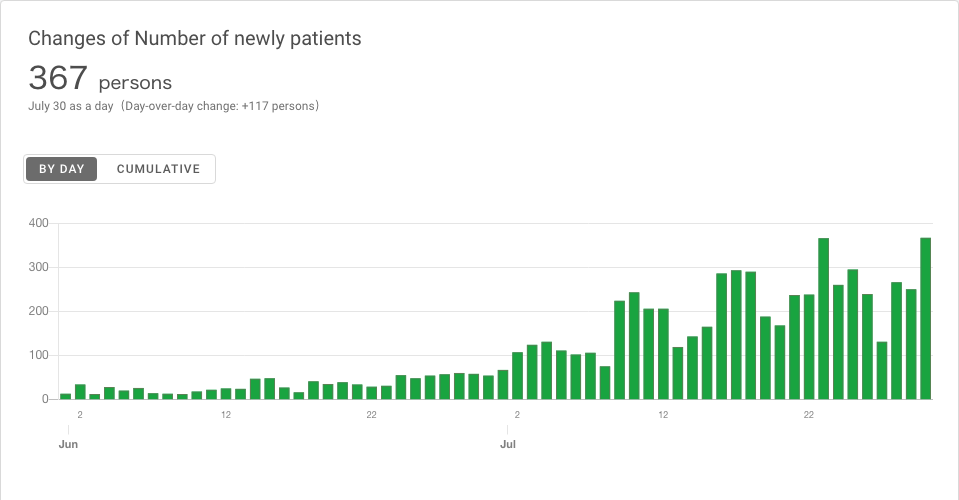 Changes of Number of newly patients
367 persons
July 30 as a day（Day-over-day change: +117 persons）
BY DAY CUMULATIVE
400
300
200
100
0
2 12 22 2 12 22
Jun Jul